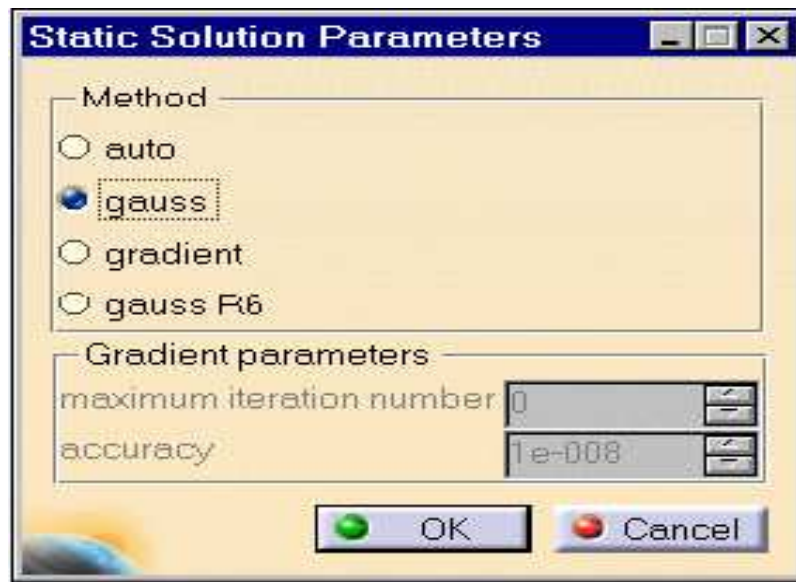 Static Solution Parameters
Method
auto
gauss
gradient
gauss R6
Gradient parameters
maximum iteration number 0
accuracy 1e-008
OK Cancel